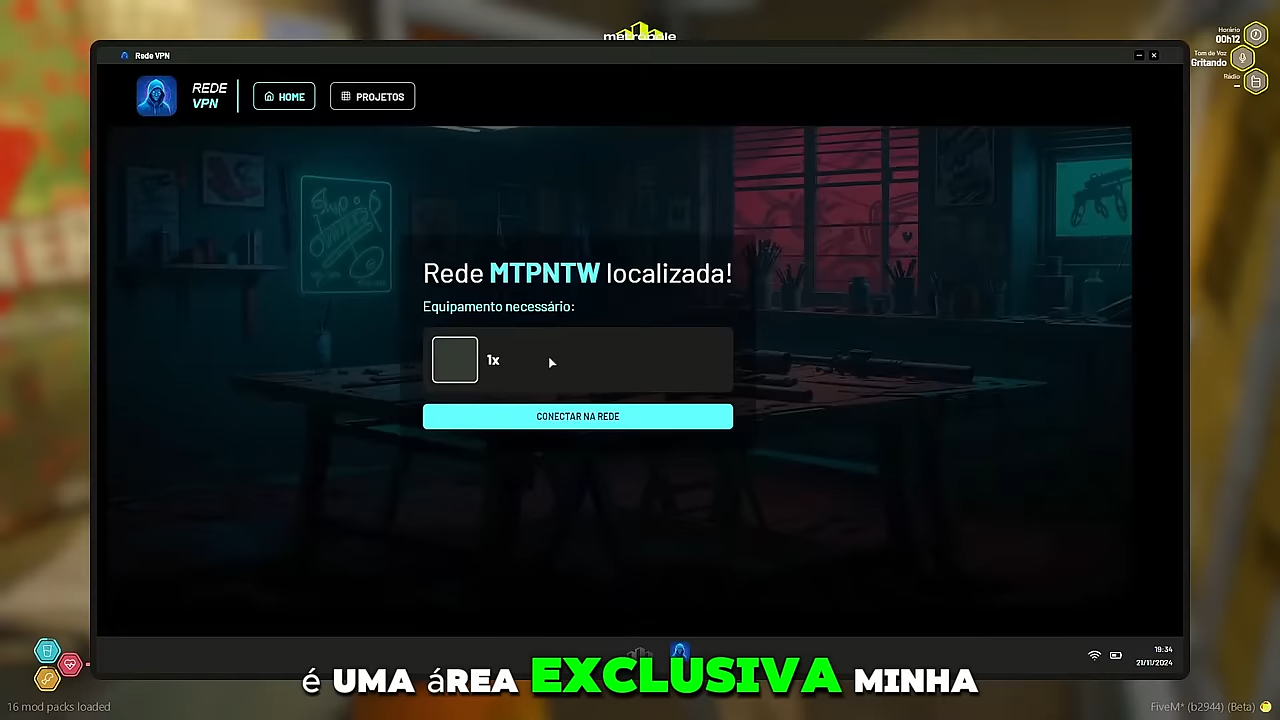 metrópole
Horário
00h12
Tom de Voz
Gritando
Rádio
–
Rede VPN
REDE
VPN
HOME
PROJETOS
Rede MTPNTW localizada!
Equipamento necessário:
1x
CONECTAR NA REDE
19:34
21/11/2024
é UMA áREA EXCLUSIVA MINHA
16 mod packs loaded
FiveM* (b2944) (Beta)